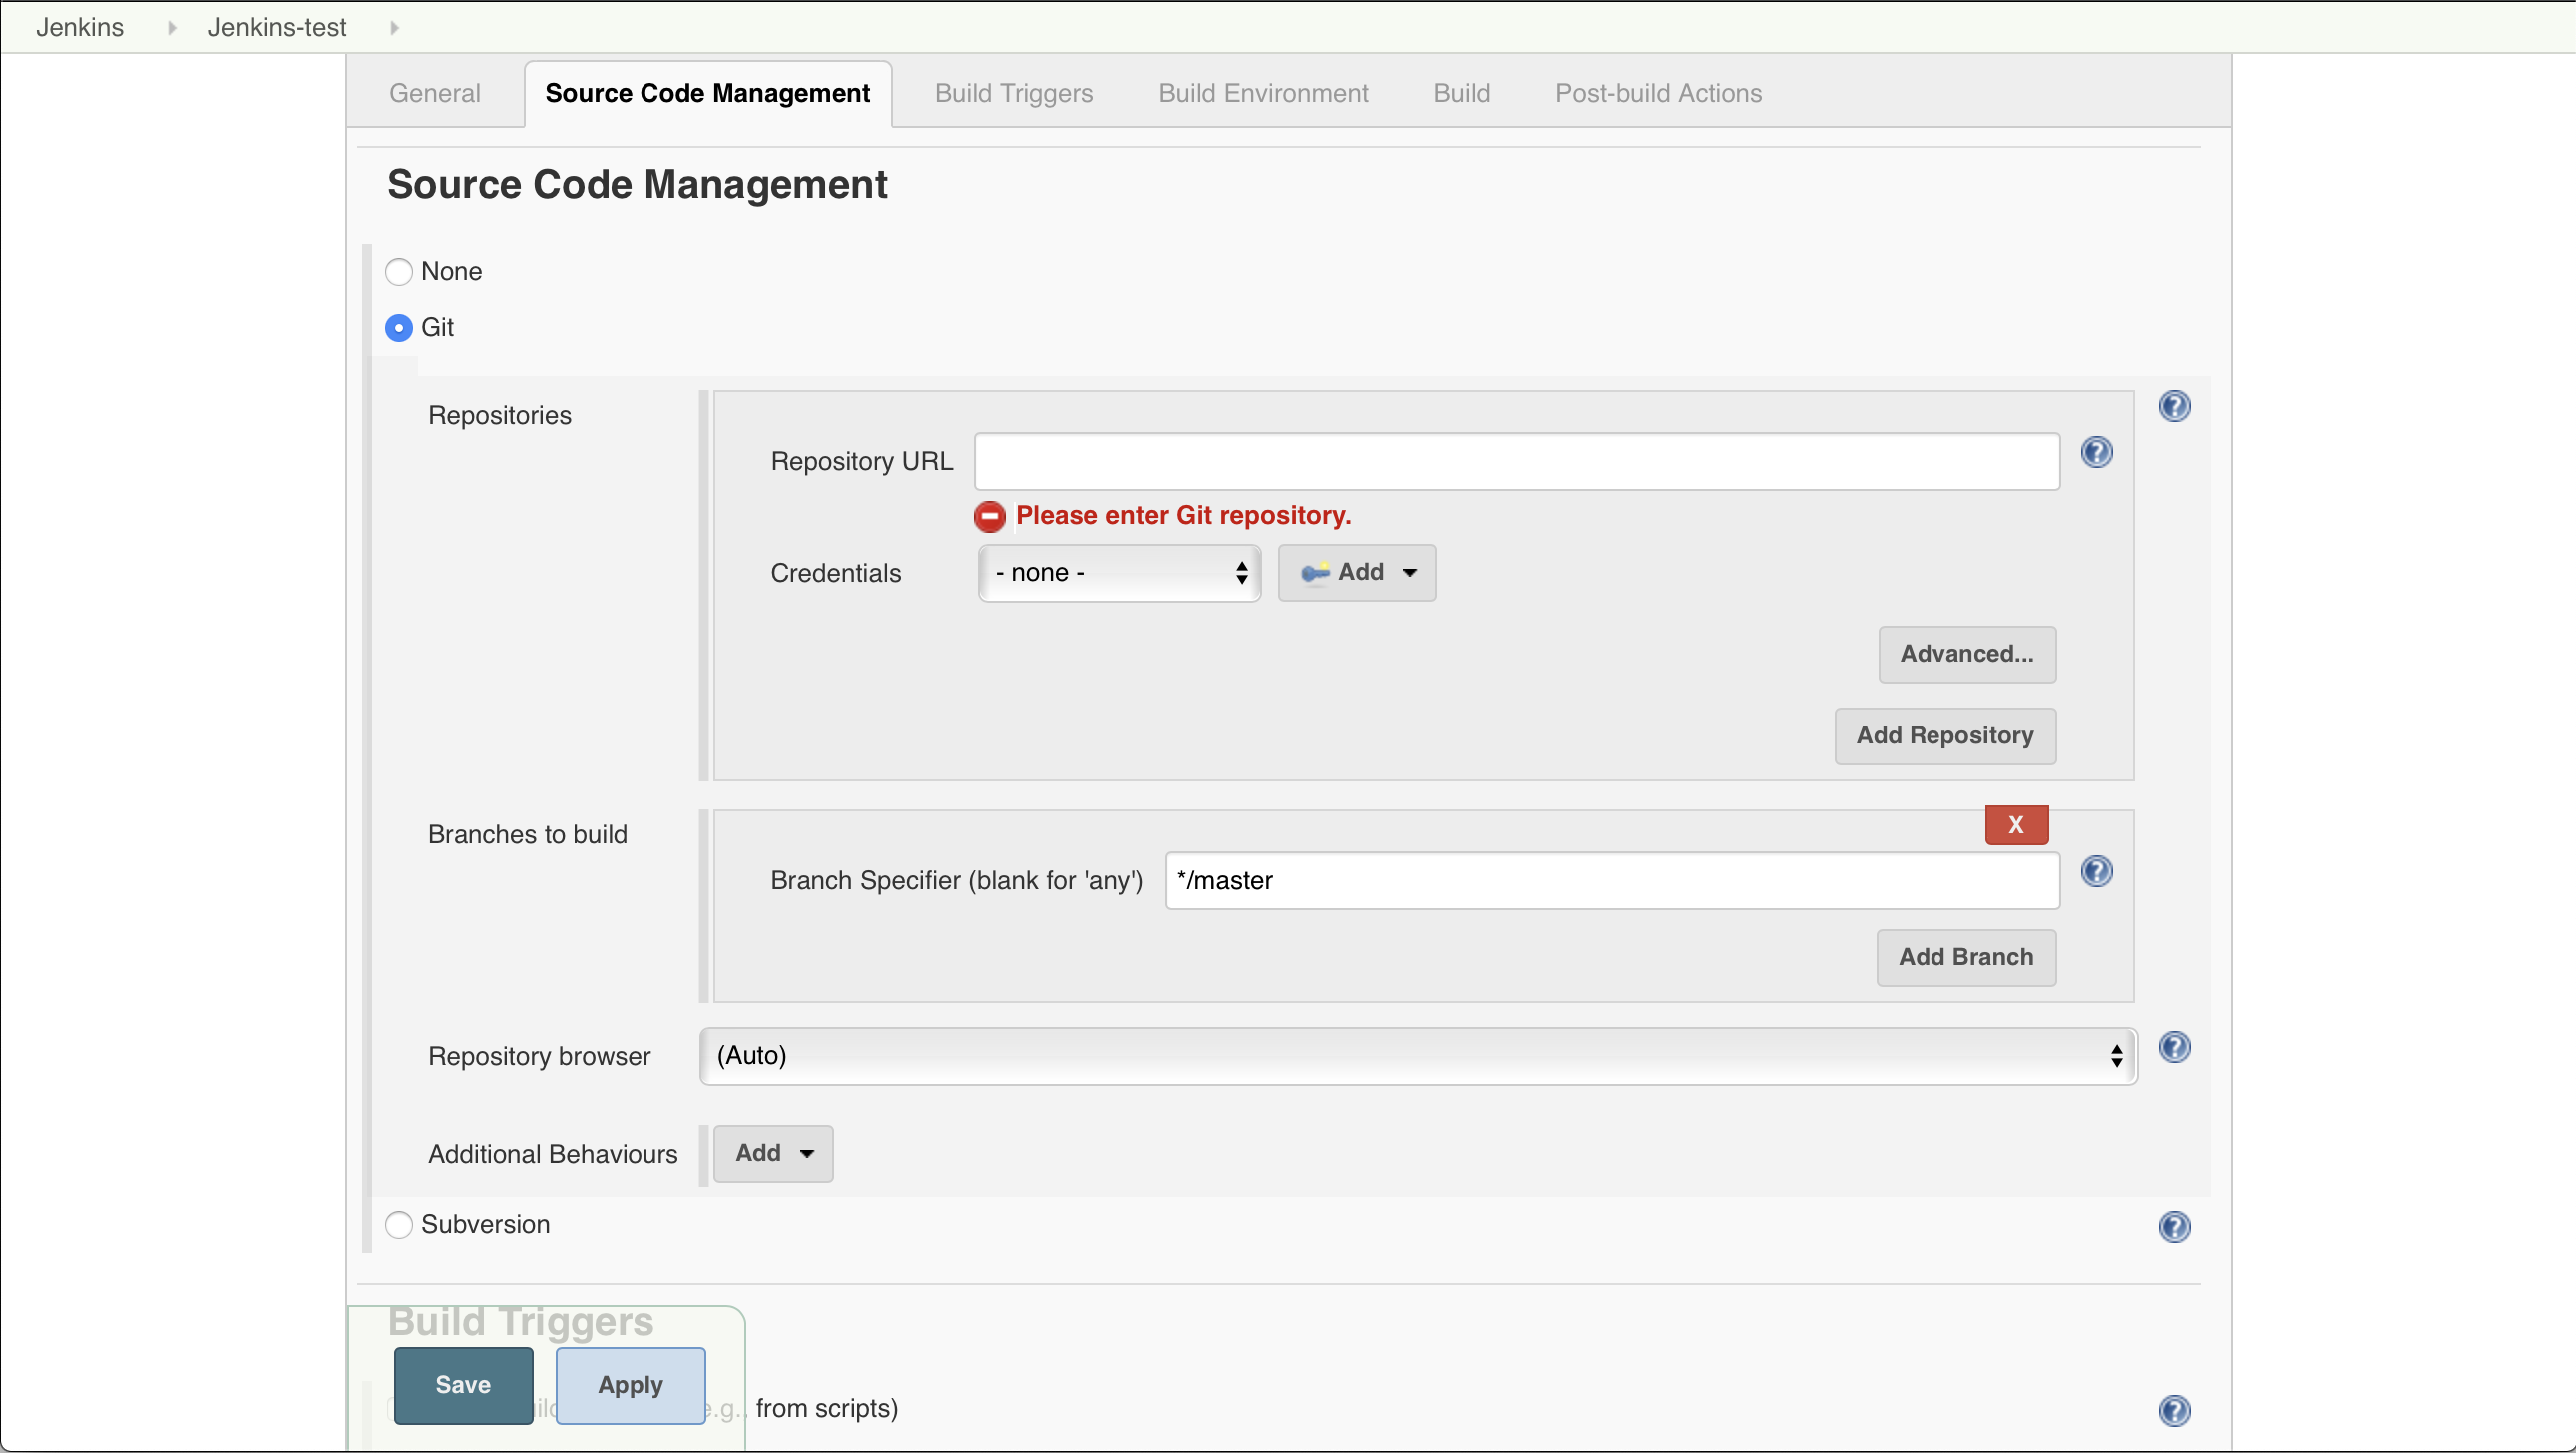 Jenkins Jenkins-test
General Source Code Management Build Triggers Build Environment Build Post-build Actions
Source Code Management
None
Git
Repositories
Repository URL
Please enter Git repository.
Credentials - none - Add
Advanced...
Add Repository
Branches to build
X
Branch Specifier (blank for 'any') */master
Add Branch
Repository browser (Auto)
Additional Behaviours Add
Subversion
Build Triggers
Save Apply
e.g., from scripts)